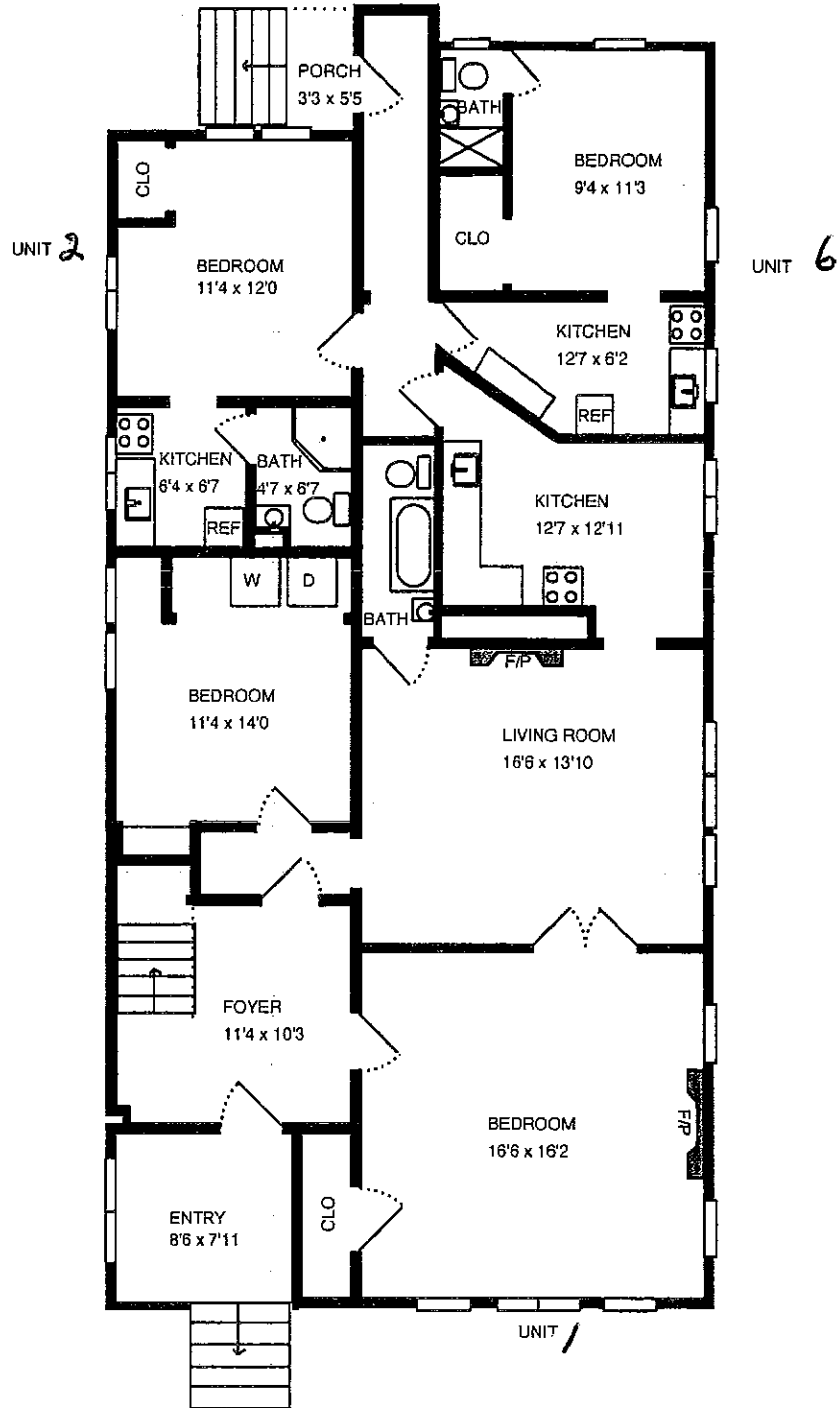 PORCH
3'3 x 5'5
BATH
BEDROOM
9'4 x 11'3
CLO
CLO
UNIT 2
BEDROOM
11'4 x 12'0
UNIT 6
KITCHEN
12'7 x 6'2
REF
KITCHEN
6'4 x 6'7
BATH
4'7 x 6'7
REF
KITCHEN
12'7 x 12'11
W
D
BATH
F/P
BEDROOM
11'4 x 14'0
LIVING ROOM
16'6 x 13'10
FOYER
11'4 x 10'3
BEDROOM
16'6 x 16'2
F/P
ENTRY
8'6 x 7'11
CLO
UNIT 1